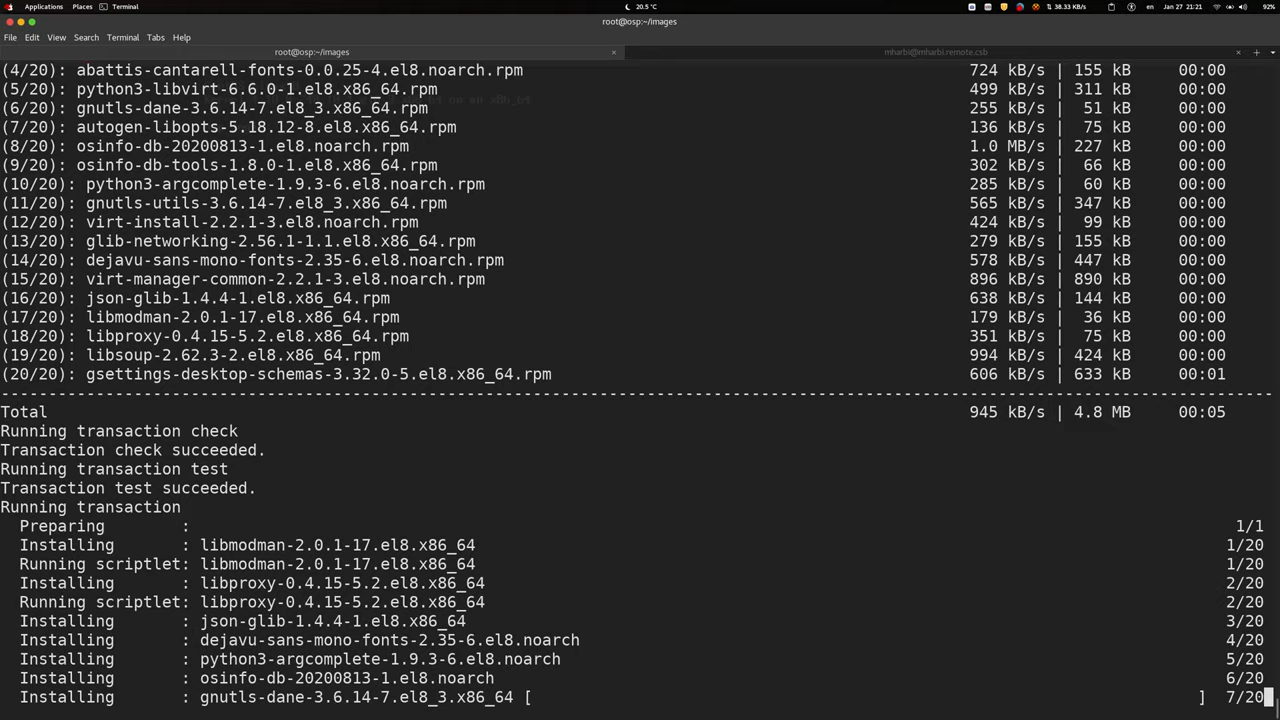 Applications Places Terminal 20.5 °C 38.33 KB/s en Jan 27 21:21 92%
root@osp:~/images
File Edit View Search Terminal Tabs Help
root@osp:~/images × mharbi@mharbi.remote.csb ×
(4/20): abattis-cantarell-fonts-0.0.25-4.el8.noarch.rpm 724 kB/s | 155 kB 00:00
(5/20): python3-libvirt-6.6.0-1.el8.x86_64.rpm 499 kB/s | 311 kB 00:00
(6/20): gnutls-dane-3.6.14-7.el8_3.x86_64.rpm 255 kB/s | 51 kB 00:00
(7/20): autogen-libopts-5.18.12-8.el8.x86_64.rpm 136 kB/s | 75 kB 00:00
(8/20): osinfo-db-20200813-1.el8.noarch.rpm 1.0 MB/s | 227 kB 00:00
(9/20): osinfo-db-tools-1.8.0-1.el8.x86_64.rpm 302 kB/s | 66 kB 00:00
(10/20): python3-argcomplete-1.9.3-6.el8.noarch.rpm 285 kB/s | 60 kB 00:00
(11/20): gnutls-utils-3.6.14-7.el8_3.x86_64.rpm 565 kB/s | 347 kB 00:00
(12/20): virt-install-2.2.1-3.el8.noarch.rpm 424 kB/s | 99 kB 00:00
(13/20): glib-networking-2.56.1-1.1.el8.x86_64.rpm 279 kB/s | 155 kB 00:00
(14/20): dejavu-sans-mono-fonts-2.35-6.el8.noarch.rpm 578 kB/s | 447 kB 00:00
(15/20): virt-manager-common-2.2.1-3.el8.noarch.rpm 896 kB/s | 890 kB 00:00
(16/20): json-glib-1.4.4-1.el8.x86_64.rpm 638 kB/s | 144 kB 00:00
(17/20): libmodman-2.0.1-17.el8.x86_64.rpm 179 kB/s | 36 kB 00:00
(18/20): libproxy-0.4.15-5.2.el8.x86_64.rpm 351 kB/s | 75 kB 00:00
(19/20): libsoup-2.62.3-2.el8.x86_64.rpm 994 kB/s | 424 kB 00:00
(20/20): gsettings-desktop-schemas-3.32.0-5.el8.x86_64.rpm 606 kB/s | 633 kB 00:01
--------------------------------------------------------------------------------
Total 945 kB/s | 4.8 MB 00:05
Running transaction check
Transaction check succeeded.
Running transaction test
Transaction test succeeded.
Running transaction
Preparing : 1/1
Installing : libmodman-2.0.1-17.el8.x86_64 1/20
Running scriptlet: libmodman-2.0.1-17.el8.x86_64 1/20
Installing : libproxy-0.4.15-5.2.el8.x86_64 2/20
Running scriptlet: libproxy-0.4.15-5.2.el8.x86_64 2/20
Installing : json-glib-1.4.4-1.el8.x86_64 3/20
Installing : dejavu-sans-mono-fonts-2.35-6.el8.noarch 4/20
Installing : python3-argcomplete-1.9.3-6.el8.noarch 5/20
Installing : osinfo-db-20200813-1.el8.noarch 6/20
Installing : gnutls-dane-3.6.14-7.el8_3.x86_64 [ ] 7/20